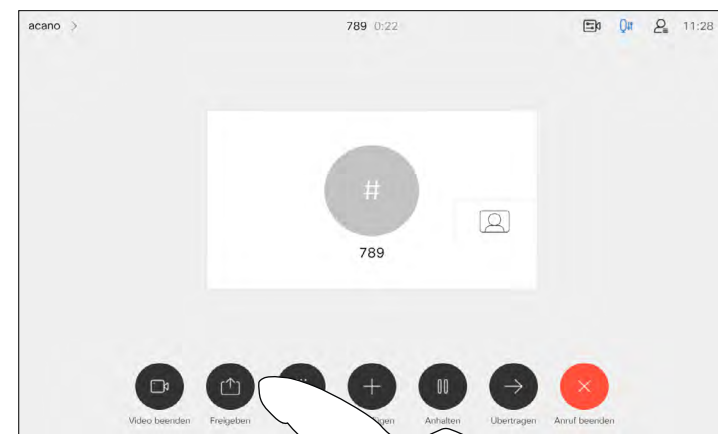 acano >
789 0:22
11:28
#
789
Video beenden Freigeben Anhalten Übertragen Anruf beenden